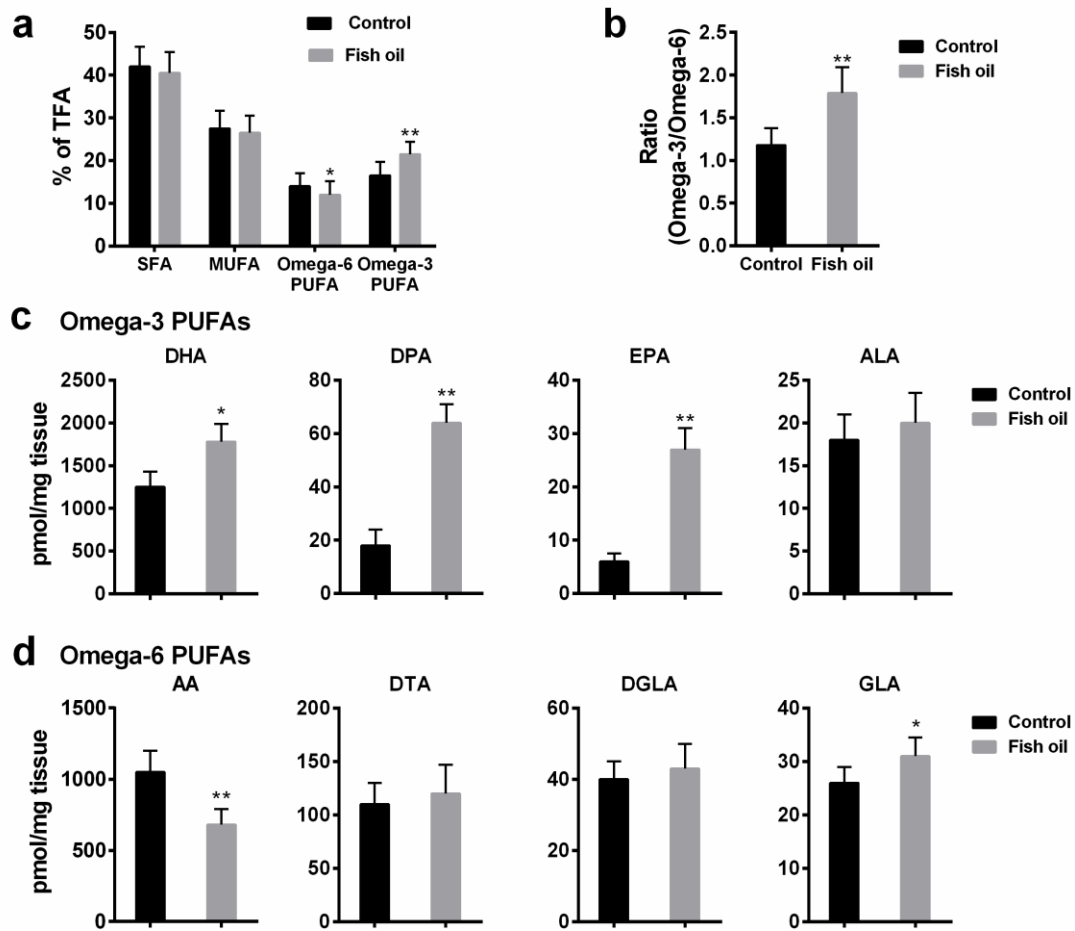 a
Control
Fish oil
% of TFA
50
40
30
20
10
0
*
**
SFA
MUFA
Omega-6
PUFA
Omega-3
PUFA
b
Ratio
(Omega-3/Omega-6)
2.5
2.0
1.5
1.0
0.5
0.0
**
Control
Fish oil
Control
Fish oil
c Omega-3 PUFAs
pmol/mg tissue
DHA
2500
2000
1500
1000
500
0
*
DPA
80
60
40
20
0
**
EPA
40
30
20
10
0
**
ALA
25
20
15
10
5
0
Control
Fish oil
d Omega-6 PUFAs
pmol/mg tissue
AA
1500
1000
500
0
**
DTA
200
150
100
50
0
DGLA
60
40
20
0
GLA
40
30
20
10
0
*
Control
Fish oil